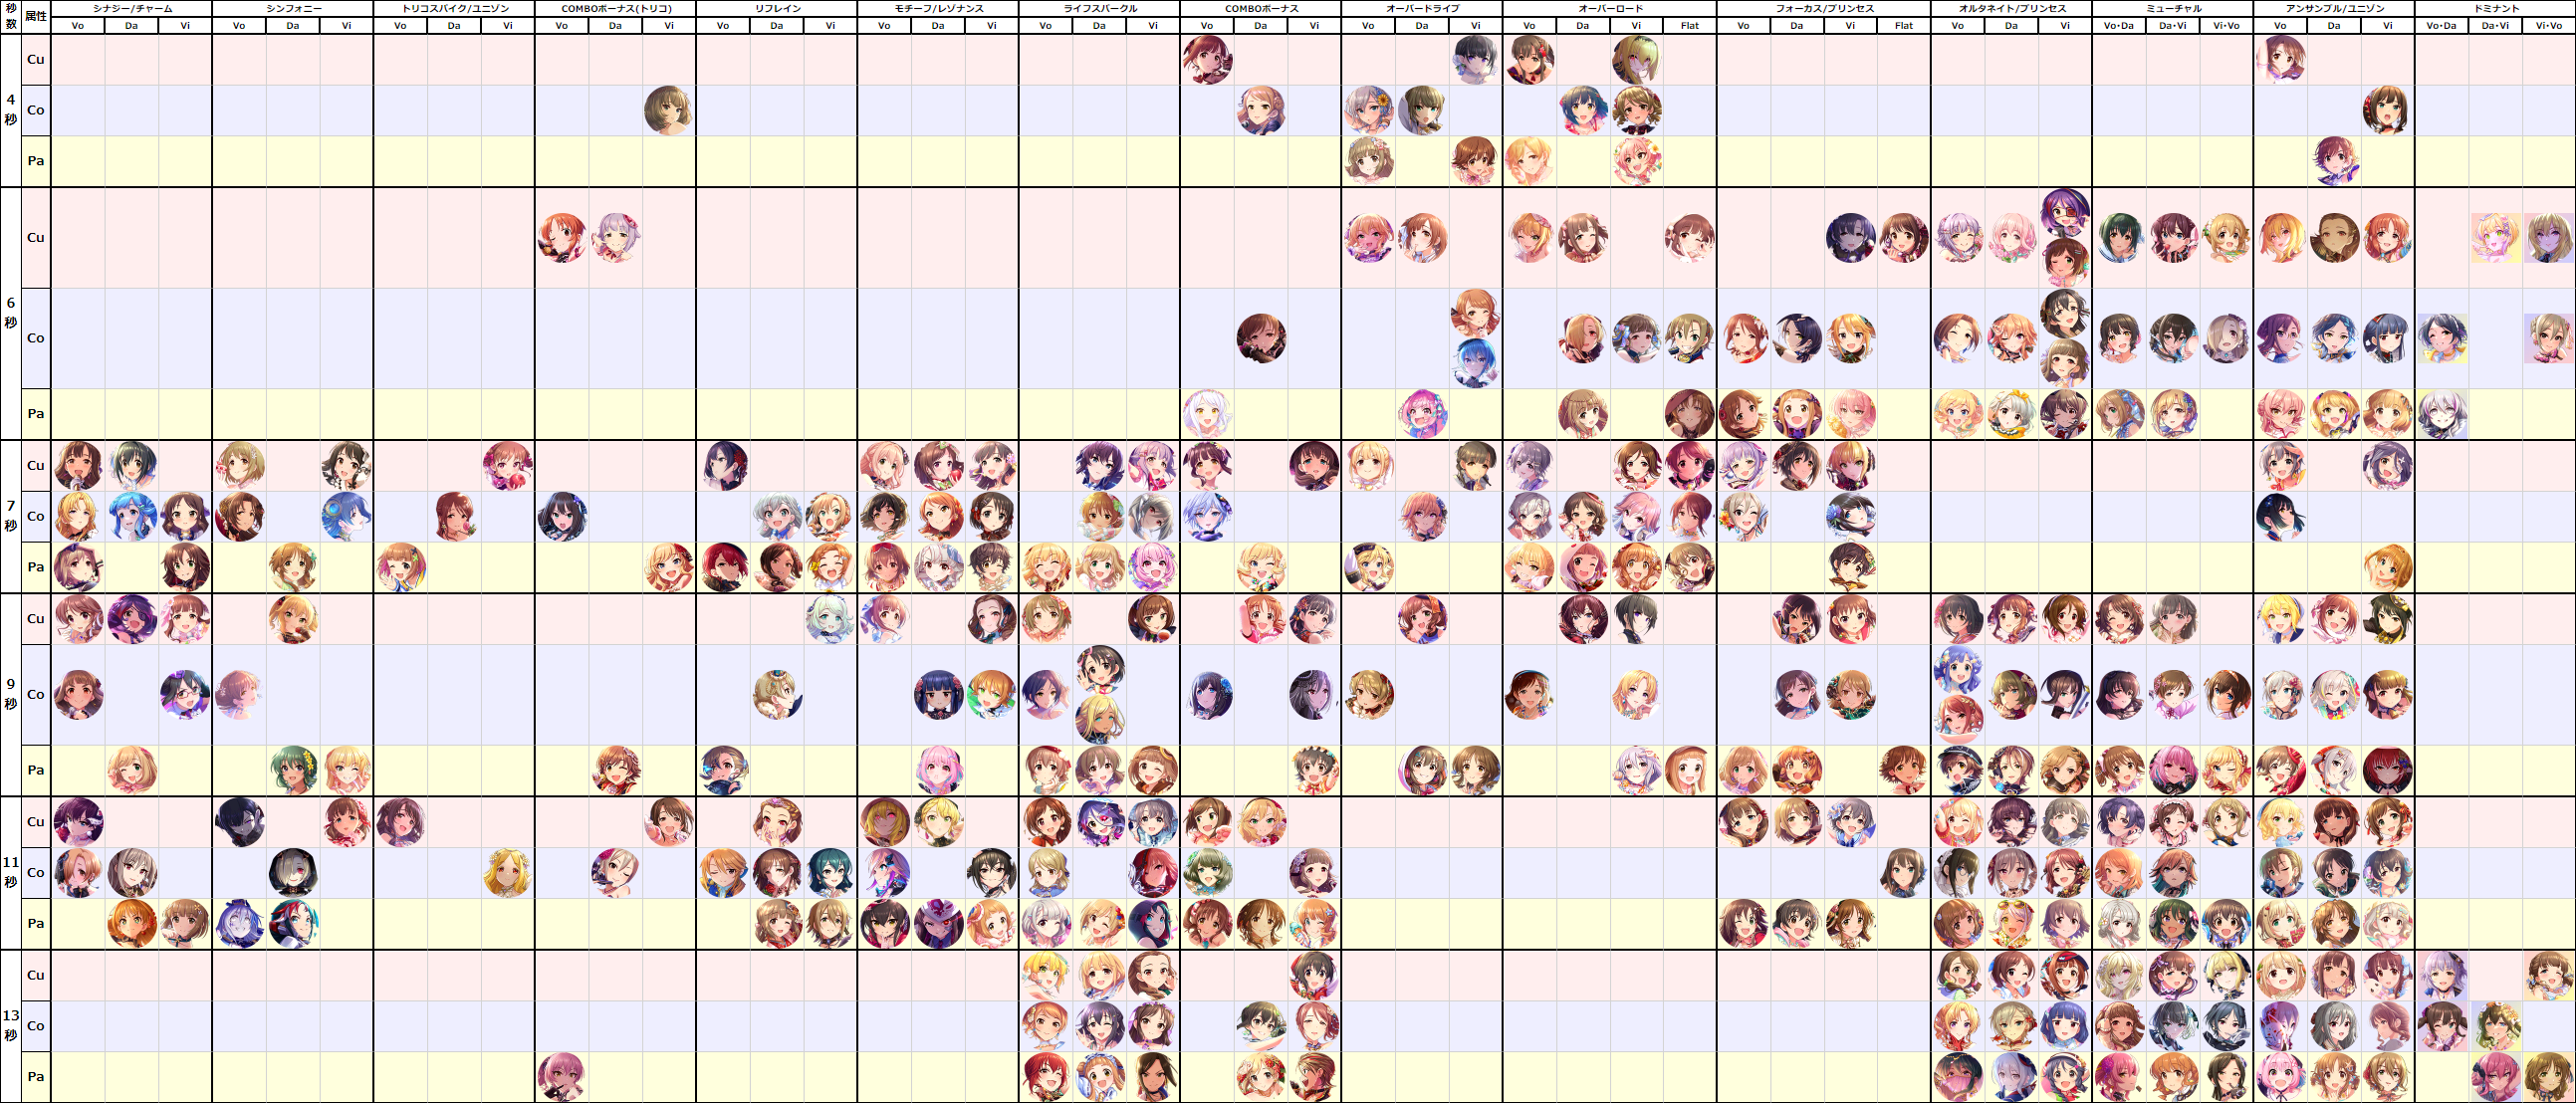 秒数 属性 シナジー/チャーム シンフォニー トリコスパイク/ユニゾン COMBOボーナス(トリコ) リフレイン モチーフ/レゾナンス ライフスパークル COMBOボーナス オーバードライブ オーバーロード フォーカス/プリンセス オルタネイト/プリンセス ミューチャル アンサンブル/ユニゾン ドミナント
Vo Da Vi Vo Da Vi Vo Da Vi Vo Da Vi Vo Da Vi Vo Da Vi Vo Da Vi Vo Da Vi Vo Da Vi Vo Da Vi Flat Vo Da Vi Flat Vo Da Vi Vo・Da Da・Vi Vi・Vo Vo Da Vi Vo・Da Da・Vi Vi・Vo
4秒
Cu
Co
Pa
6秒
Cu
Co
Pa
7秒
Cu
Co
Pa
9秒
Cu
Co
Pa
11秒
Cu
Co
Pa
13秒
Cu
Co
Pa